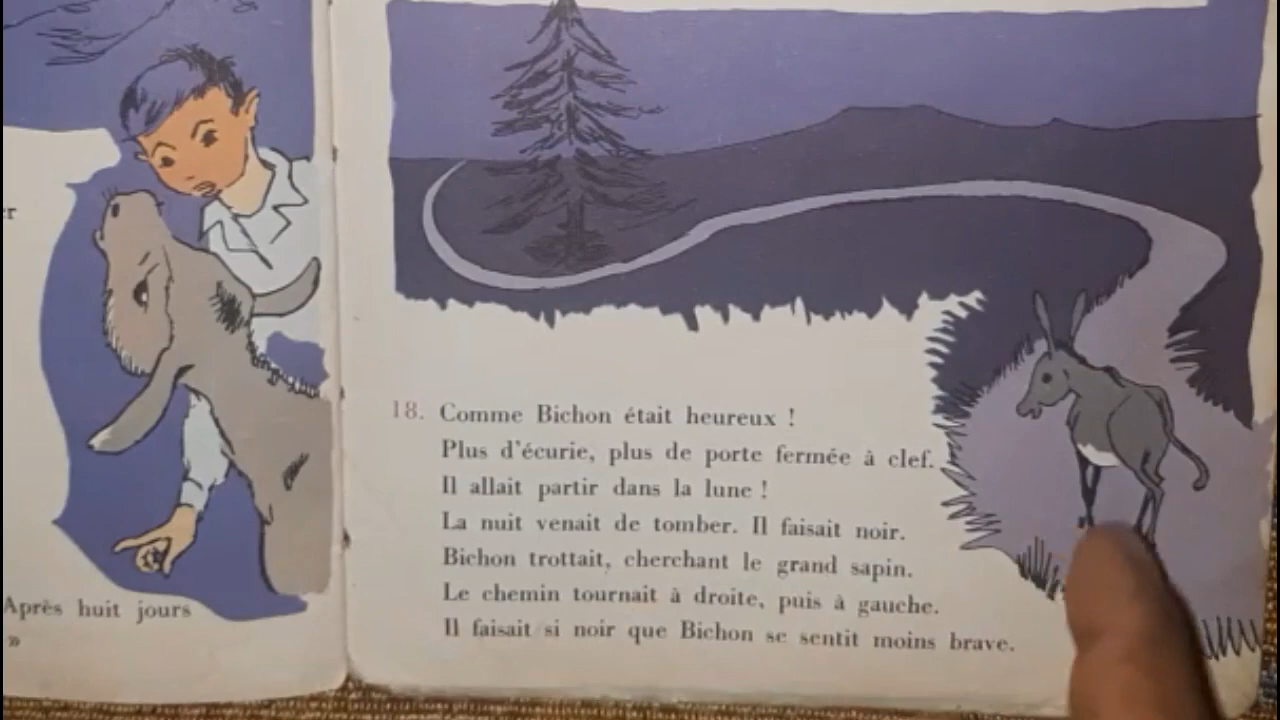 Après huit jours
»
18. Comme Bichon était heureux !
Plus d'écurie, plus de porte fermée à clef.
Il allait partir dans la lune !
La nuit venait de tomber. Il faisait noir.
Bichon trottait, cherchant le grand sapin.
Le chemin tournait à droite, puis à gauche.
Il faisait si noir que Bichon se sentit moins brave.